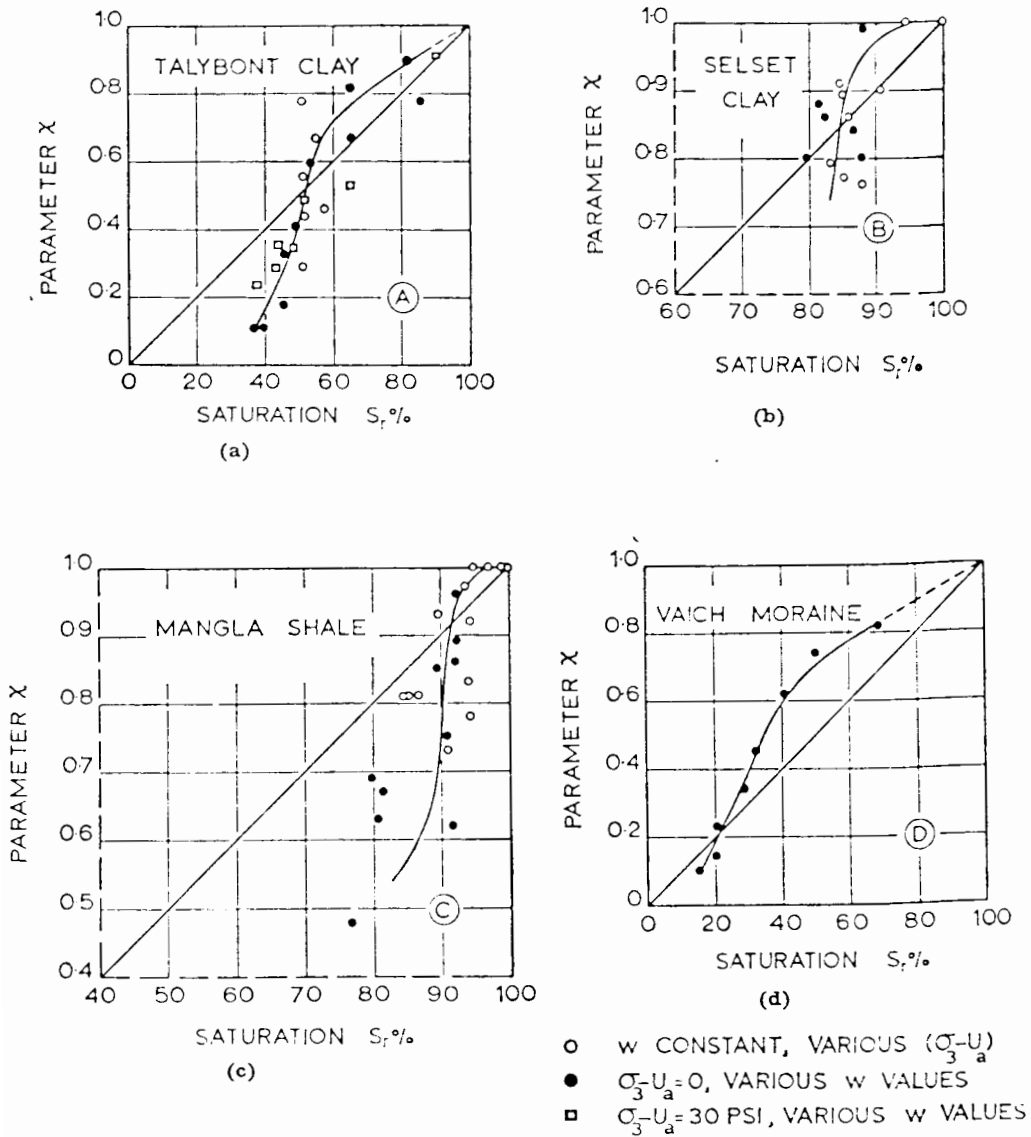 TALYBONT CLAY
PARAMETER χ
1·0
0·8
0·6
0·4
0·2
0
A
0 20 40 60 80 100
SATURATION Sr%
(a)
SELSET
CLAY
PARAMETER χ
1·0
0·9
0·8
0·7
0·6
B
60 70 80 90 100
SATURATION Sr%
(b)
MANGLA SHALE
PARAMETER χ
1·0
0·9
0·8
0·7
0·6
0·5
0·4
C
40 50 60 70 80 90 100
SATURATION Sr%
(c)
VAICH MORAINE
PARAMETER χ
1·0
0·8
0·6
0·4
0·2
0
D
0 20 40 60 80 100
SATURATION Sr%
(d)
W CONSTANT, VARIOUS (σ3-Ua)
σ3-Ua=0, VARIOUS W VALUES
σ3-Ua=30 PSI, VARIOUS W VALUES